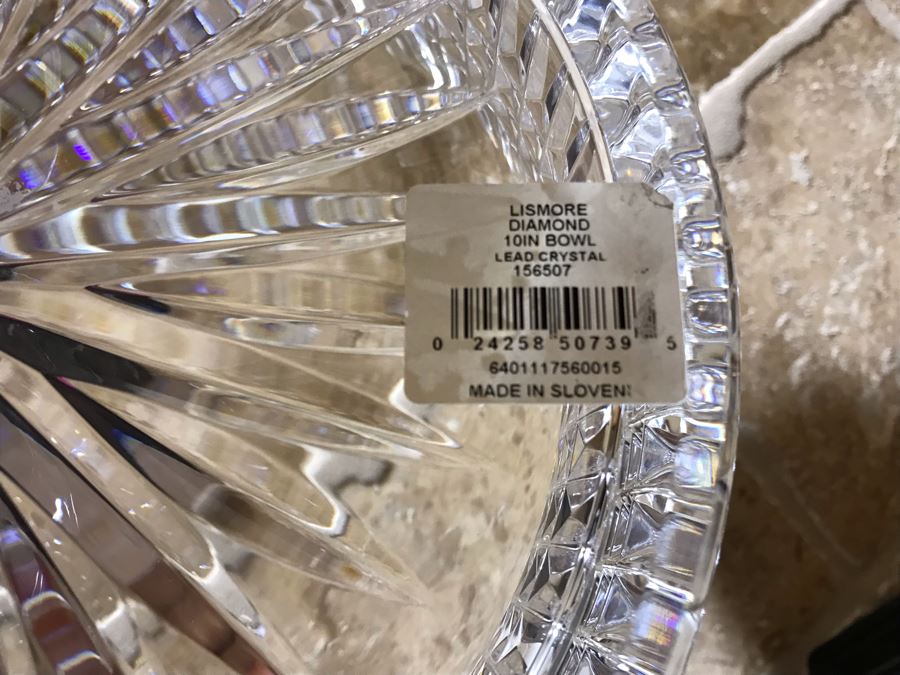 LISMORE
DIAMOND
10IN BOWL
LEAD CRYSTAL
156507
0 24258 50739 5
6401117560015
MADE IN SLOVEN